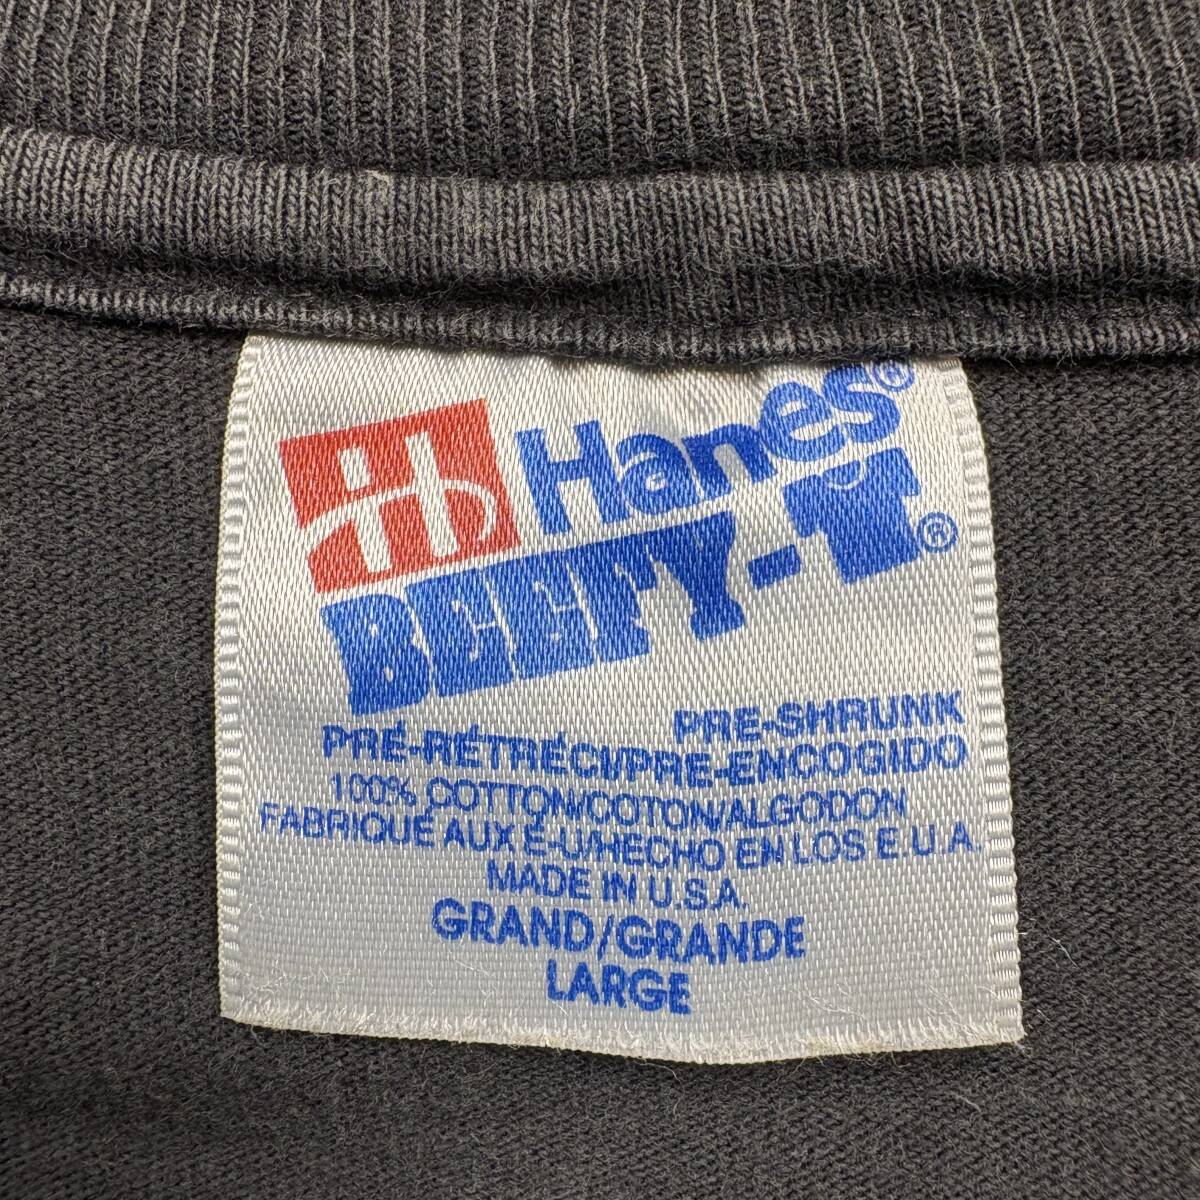 Hanes®
BEEFY-T®
PRE-SHRUNK
PRÉ-RÉTRÉCI/PRE-ENCOGIDO
100% COTTON/COTON/ALGODON
FABRIQUÉ AUX É-U/HECHO EN LOS E.U.A.
MADE IN U.S.A.
GRAND/GRANDE
LARGE